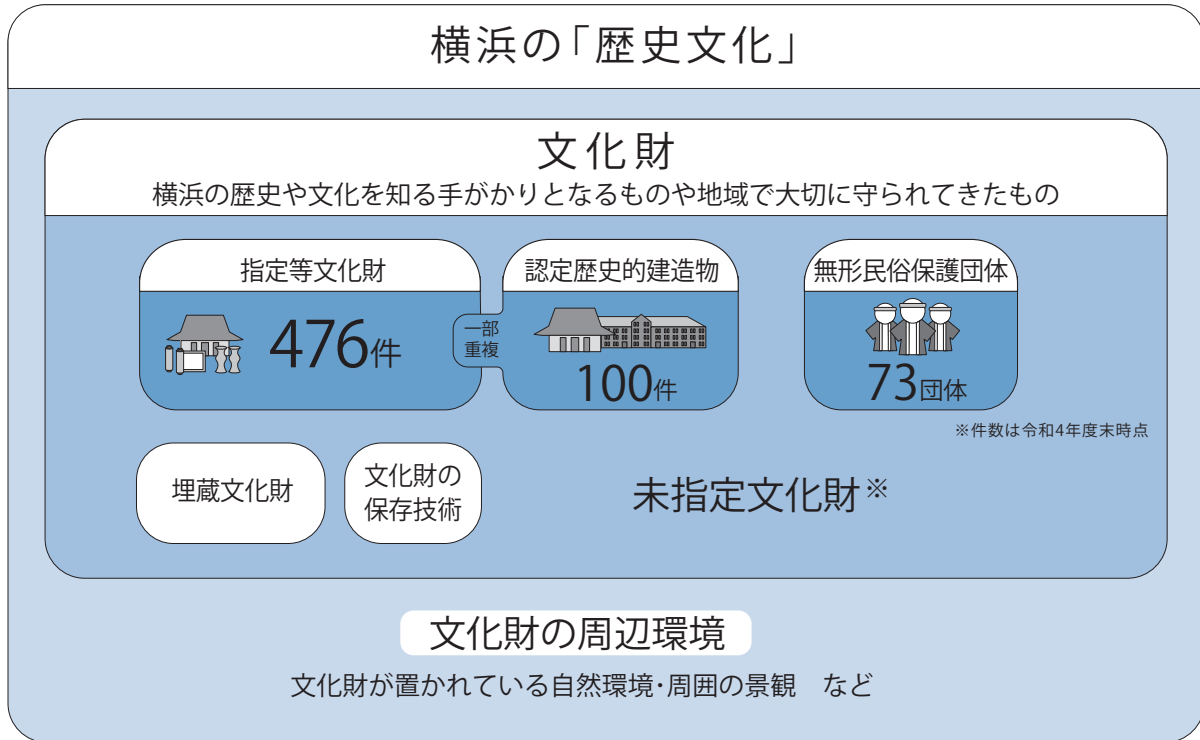 横浜の「歴史文化」
文化財
横浜の歴史や文化を知る手がかりとなるものや地域で大切に守られてきたもの
指定等文化財
476件
一部
重複
認定歴史的建造物
100件
無形民俗保護団体
73団体
※件数は令和4年度末時点
埋蔵文化財
文化財の
保存技術
未指定文化財※
文化財の周辺環境
文化財が置かれている自然環境・周囲の景観　など